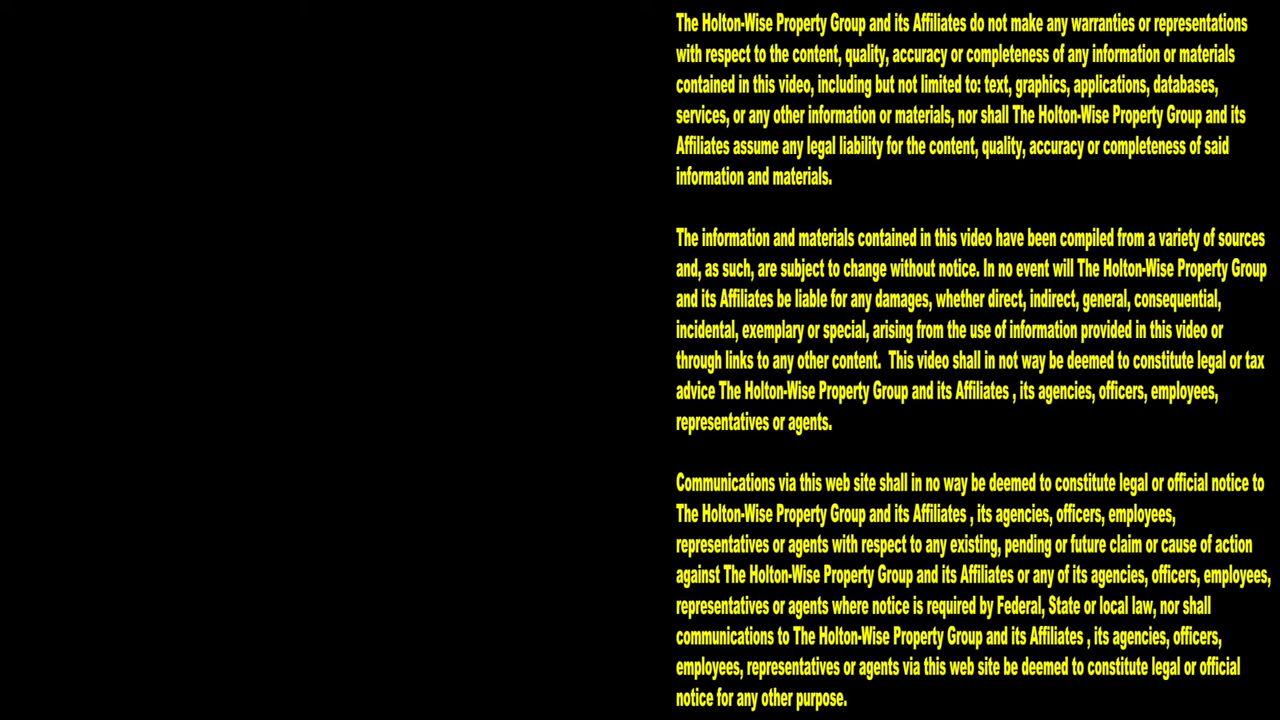 The Holton-Wise Property Group and its Affiliates do not make any warranties or representations
with respect to the content, quality, accuracy or completeness of any information or materials
contained in this video, including but not limited to: text, graphics, applications, databases,
services, or any other information or materials, nor shall The Holton-Wise Property Group and its
Affiliates assume any legal liability for the content, quality, accuracy or completeness of said
information and materials.
The information and materials contained in this video have been compiled from a variety of sources
and, as such, are subject to change without notice. In no event will The Holton-Wise Property Group
and its Affiliates be liable for any damages, whether direct, indirect, general, consequential,
incidental, exemplary or special, arising from the use of information provided in this video or
through links to any other content.  This video shall in not way be deemed to constitute legal or tax
advice The Holton-Wise Property Group and its Affiliates , its agencies, officers, employees,
representatives or agents.
Communications via this web site shall in no way be deemed to constitute legal or official notice to
The Holton-Wise Property Group and its Affiliates , its agencies, officers, employees,
representatives or agents with respect to any existing, pending or future claim or cause of action
against The Holton-Wise Property Group and its Affiliates or any of its agencies, officers, employees,
representatives or agents where notice is required by Federal, State or local law, nor shall
communications to The Holton-Wise Property Group and its Affiliates , its agencies, officers,
employees, representatives or agents via this web site be deemed to constitute legal or official
notice for any other purpose.